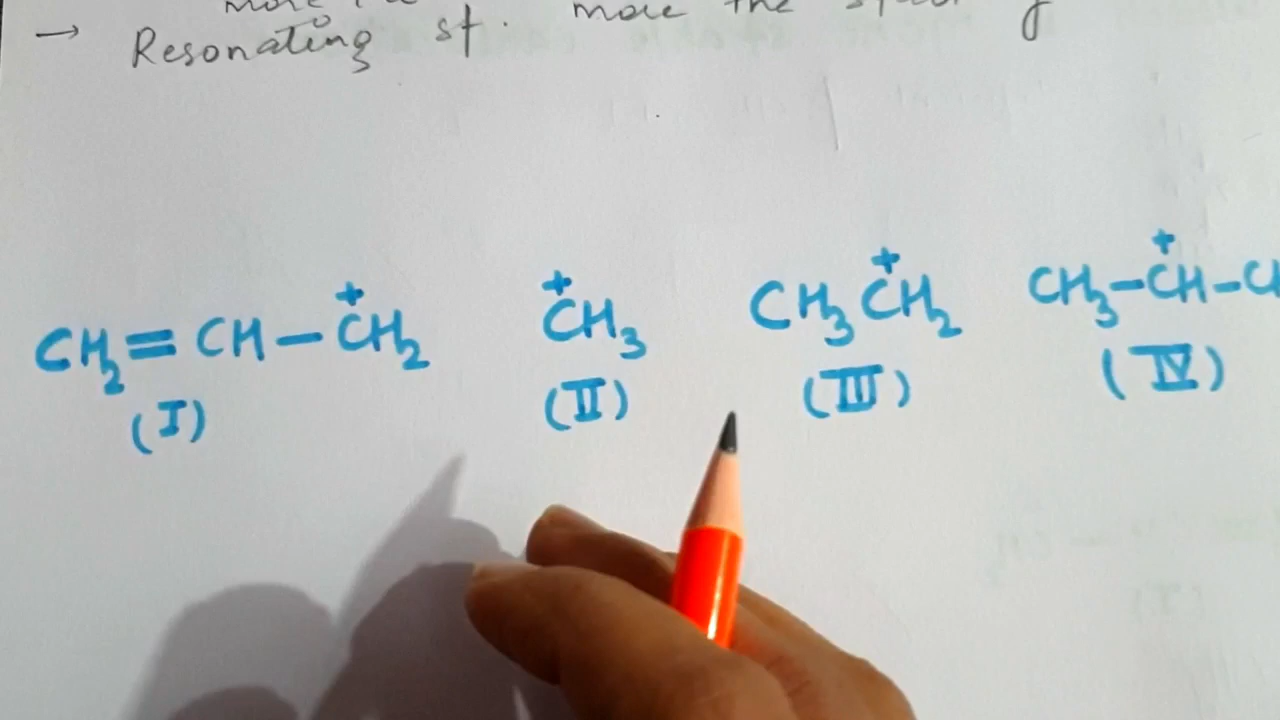 more the
→ Resonating st.
CH₂=CH–C⁺H₂ C⁺H₃ CH₃C⁺H₂ CH₃–C⁺H–C
(I) (II) (III) (IV)